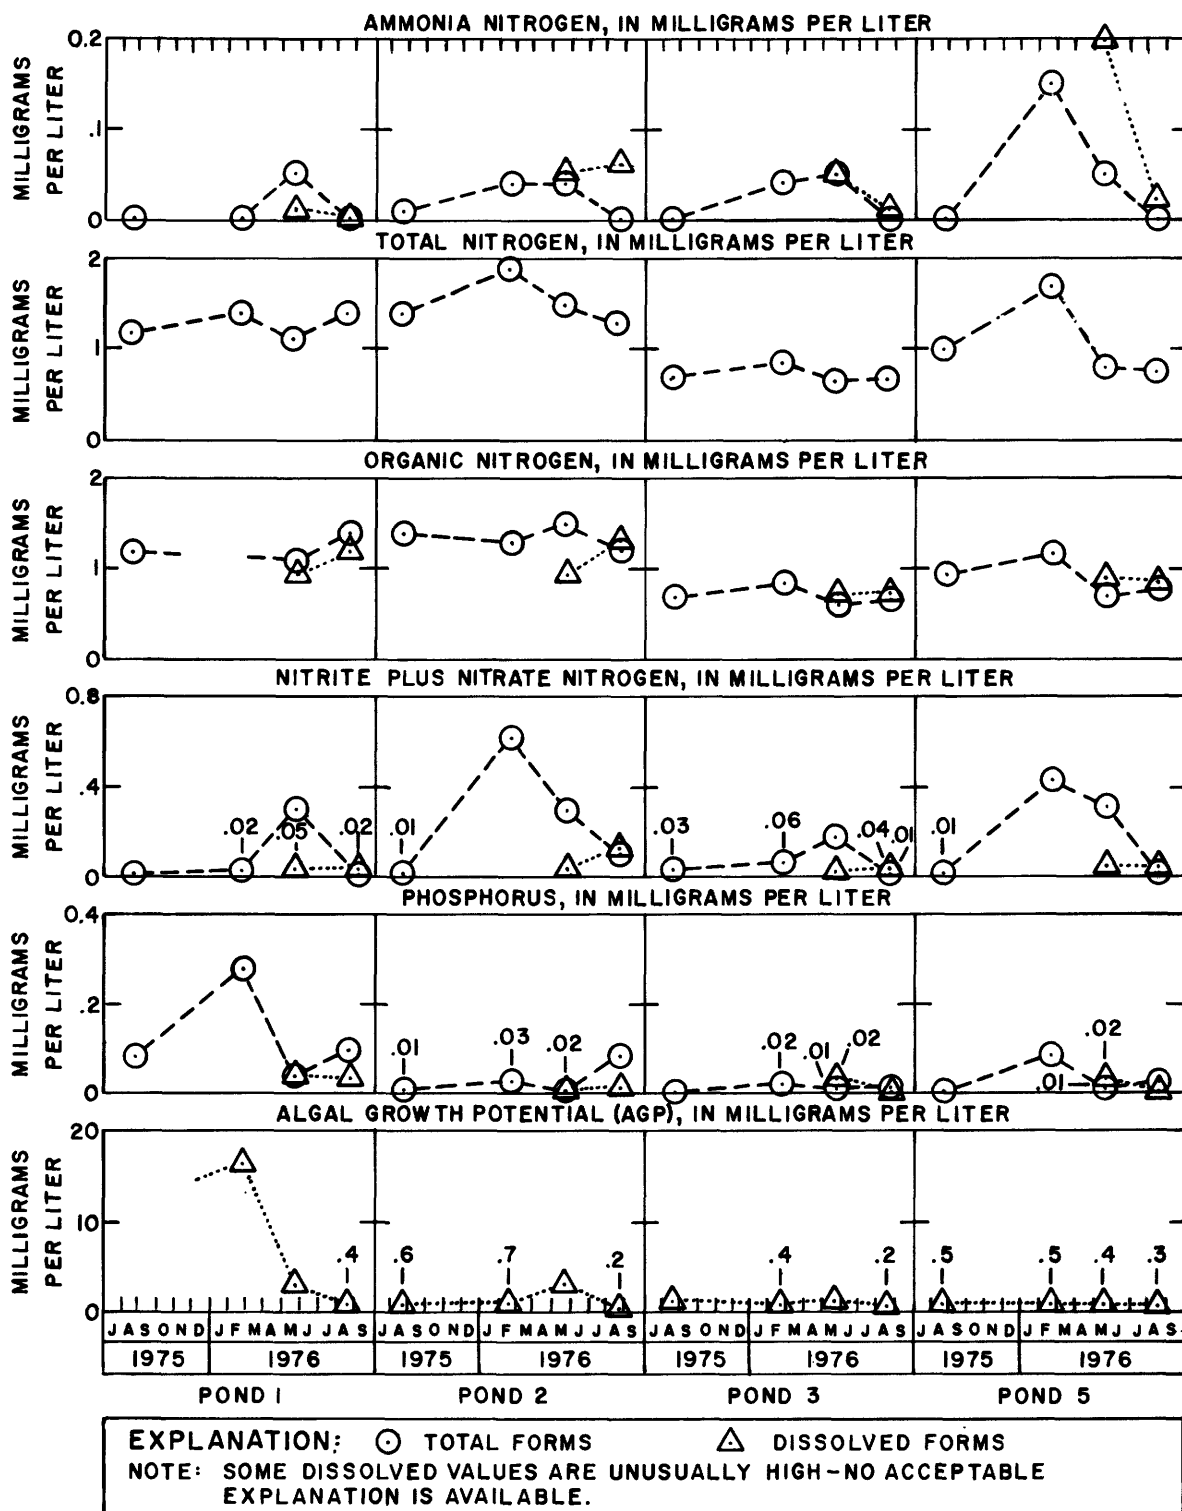 AMMONIA NITROGEN, IN MILLIGRAMS PER LITER
MILLIGRAMS PER LITER
0.2
.1
0
TOTAL NITROGEN, IN MILLIGRAMS PER LITER
MILLIGRAMS PER LITER
2
1
0
ORGANIC NITROGEN, IN MILLIGRAMS PER LITER
MILLIGRAMS PER LITER
2
1
0
NITRITE PLUS NITRATE NITROGEN, IN MILLIGRAMS PER LITER
MILLIGRAMS PER LITER
0.8
.4
0
.02 .05 .02 .01 .03 .06 .04 .01 .01
PHOSPHORUS, IN MILLIGRAMS PER LITER
MILLIGRAMS PER LITER
0.4
.2
0
.01 .03 .02 .02 .01 .02 .02 .01
ALGAL GROWTH POTENTIAL (AGP), IN MILLIGRAMS PER LITER
MILLIGRAMS PER LITER
20
10
0
.4 .6 .7 .2 .4 .2 .5 .5 .4 .3
J A S O N D J F M A M J J A S J A S O N D J F M A M J J A S J A S O N D J F M A M J J A S J A S O N D J F M A M J J A S
1975 1976 1975 1976 1975 1976 1975 1976
POND 1 POND 2 POND 3 POND 5
EXPLANATION: TOTAL FORMS DISSOLVED FORMS
NOTE: SOME DISSOLVED VALUES ARE UNUSUALLY HIGH-NO ACCEPTABLE
EXPLANATION IS AVAILABLE.